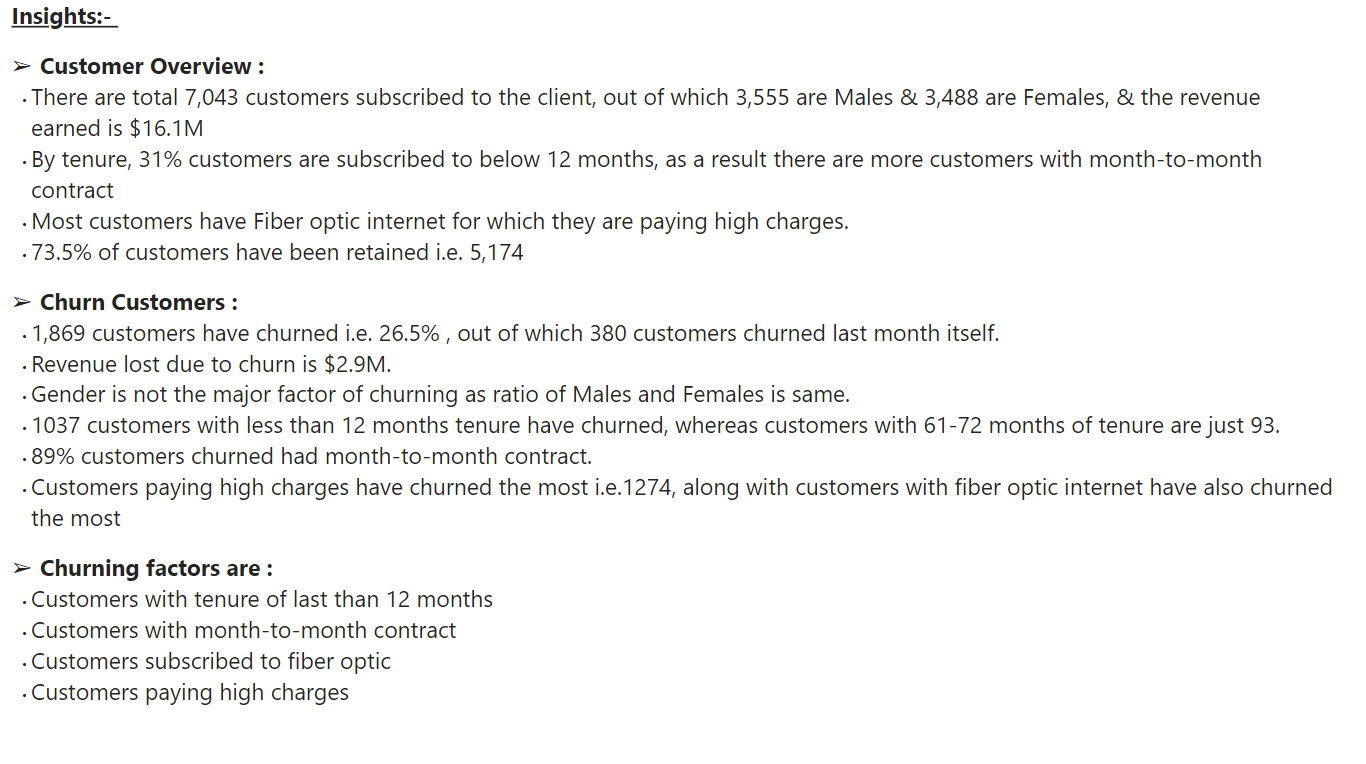 Insights:-
➢ Customer Overview :
• There are total 7,043 customers subscribed to the client, out of which 3,555 are Males & 3,488 are Females, & the revenue
earned is $16.1M
• By tenure, 31% customers are subscribed to below 12 months, as a result there are more customers with month-to-month
contract
• Most customers have Fiber optic internet for which they are paying high charges.
• 73.5% of customers have been retained i.e. 5,174
➢ Churn Customers :
• 1,869 customers have churned i.e. 26.5% , out of which 380 customers churned last month itself.
• Revenue lost due to churn is $2.9M.
• Gender is not the major factor of churning as ratio of Males and Females is same.
• 1037 customers with less than 12 months tenure have churned, whereas customers with 61-72 months of tenure are just 93.
• 89% customers churned had month-to-month contract.
• Customers paying high charges have churned the most i.e.1274, along with customers with fiber optic internet have also churned
the most
➢ Churning factors are :
• Customers with tenure of last than 12 months
• Customers with month-to-month contract
• Customers subscribed to fiber optic
• Customers paying high charges